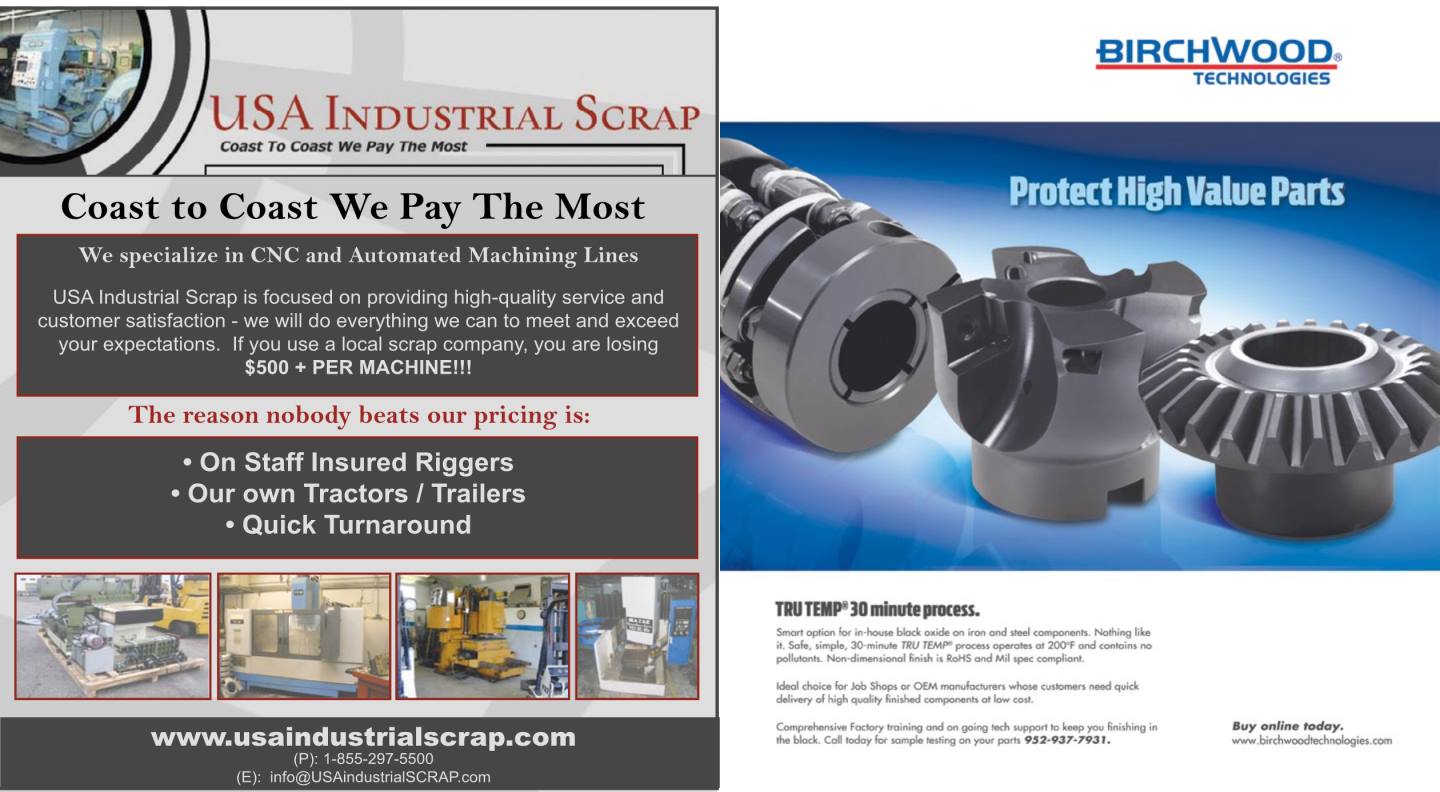 USA Industrial Scrap
Coast To Coast We Pay The Most
Coast to Coast We Pay The Most
We specialize in CNC and Automated Machining Lines
USA Industrial Scrap is focused on providing high-quality service and
customer satisfaction - we will do everything we can to meet and exceed
your expectations.  If you use a local scrap company, you are losing
$500 + PER MACHINE!!!
The reason nobody beats our pricing is:
• On Staff Insured Riggers
• Our own Tractors / Trailers
• Quick Turnaround
MAZAK
www.usaindustrialscrap.com
(P): 1-855-297-5500
(E):  info@USAindustrialSCRAP.com
BIRCHWOOD®
TECHNOLOGIES
Protect High Value Parts
TRU TEMP® 30 minute process.
Smart option for in-house black oxide on iron and steel components. Nothing like
it. Safe, simple, 30-minute TRU TEMP® process operates at 200°F and contains no
pollutants. Non-dimensional finish is RoHS and Mil spec compliant.
Ideal choice for Job Shops or OEM manufacturers whose customers need quick
delivery of high quality finished components at low cost.
Comprehensive Factory training and on going tech support to keep you finishing in
the black. Call today for sample testing on your parts 952-937-7931.
Buy online today.
www.birchwoodtechnologies.com